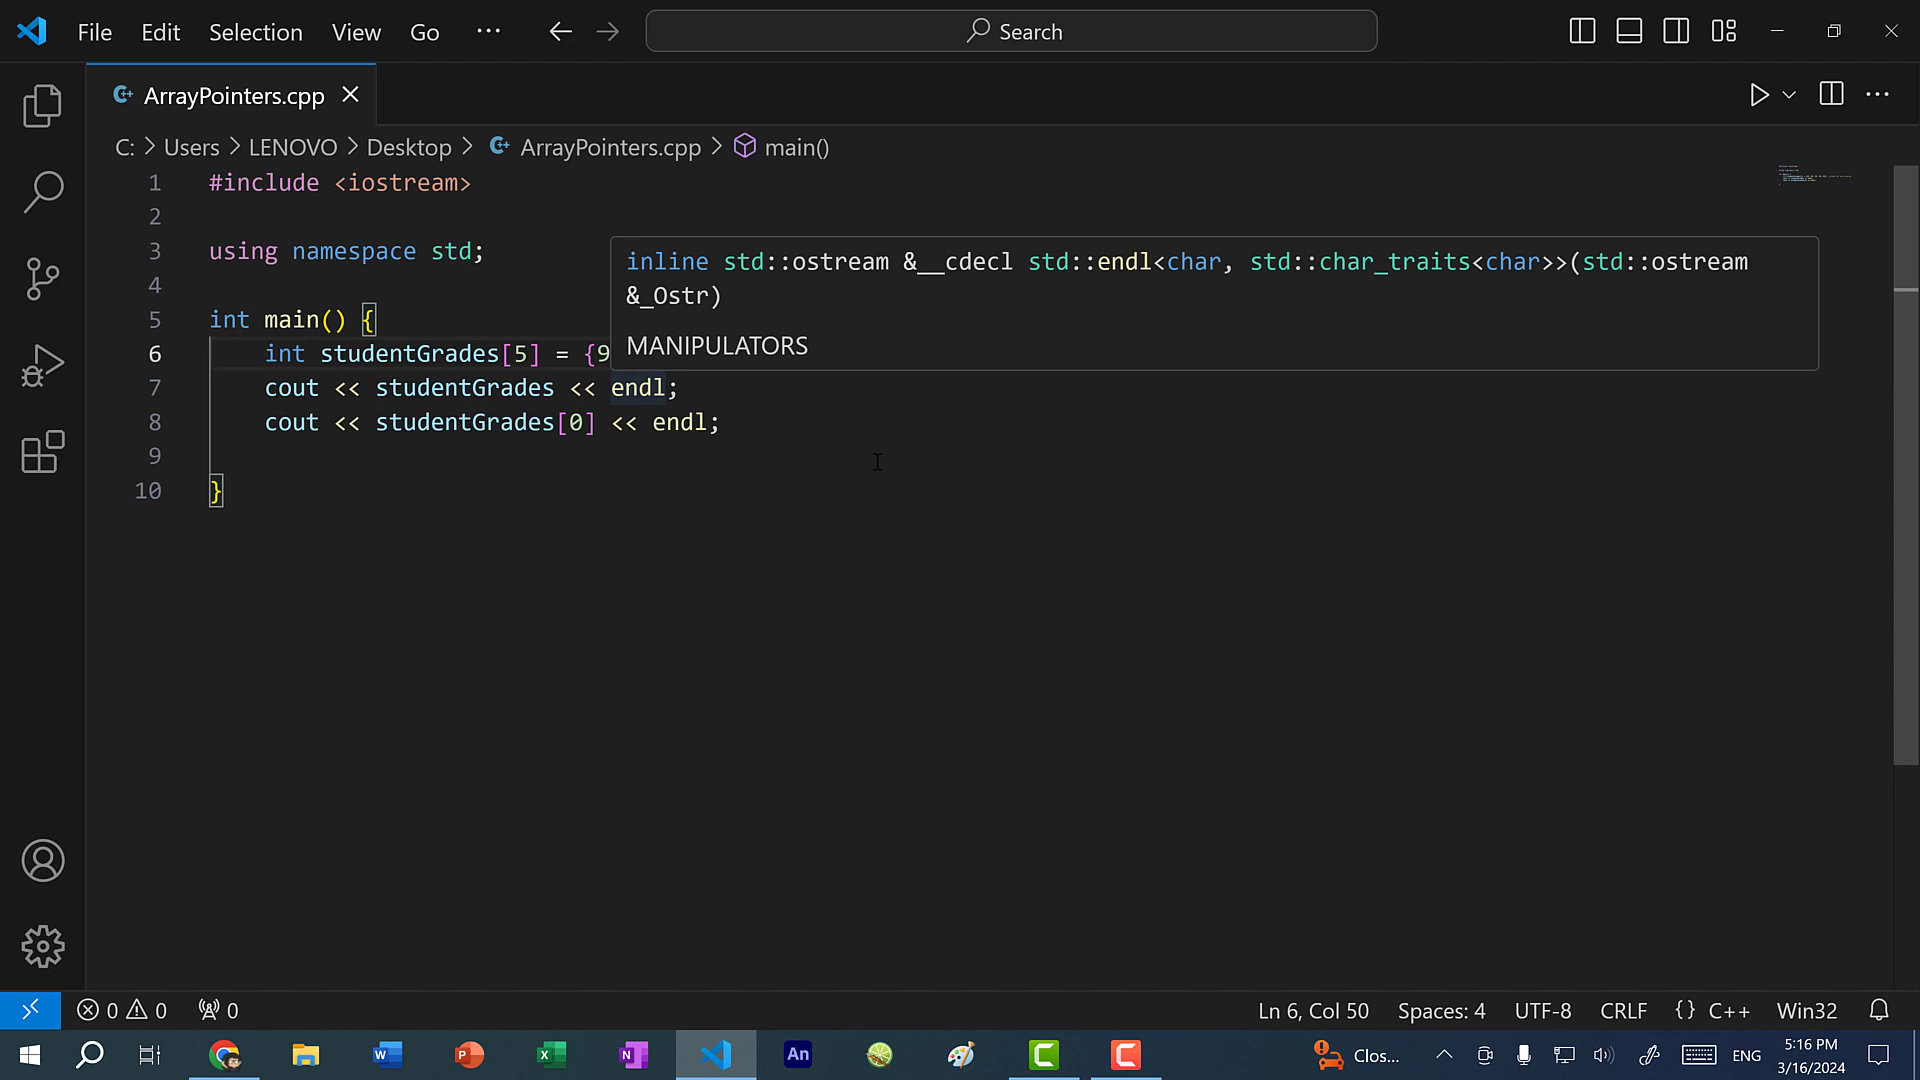 File Edit Selection View Go ··· Search
ArrayPointers.cpp
C: > Users > LENOVO > Desktop > ArrayPointers.cpp > main()
1 #include <iostream>
2
3 using namespace std;
inline std::ostream &__cdecl std::endl<char, std::char_traits<char>>(std::ostream
&_Ostr)
MANIPULATORS
4
5 int main() {
6 int studentGrades[5] = {9
7 cout << studentGrades << endl;
8 cout << studentGrades[0] << endl;
9
10 }
0 0 0 Ln 6, Col 50 Spaces: 4 UTF-8 CRLF {} C++ Win32
W P X N An C C Clos... ENG
5:16 PM
3/16/2024